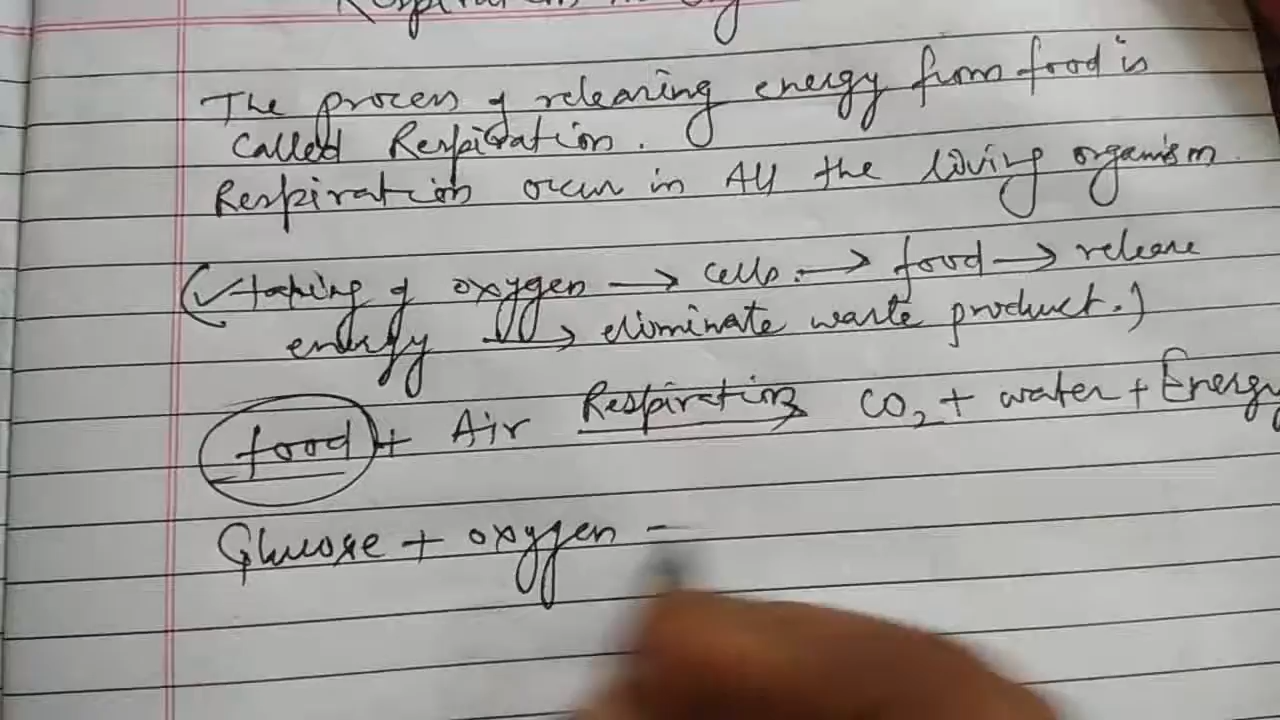 The process of releasing energy from food is
called Respiration.
Respiration occur in All the living organism.
(✓taking of oxygen → cells. → food → release
energy → eliminate waste product.)
food + Air Respiration CO₂ + water + Energy
Glucose + oxygen –